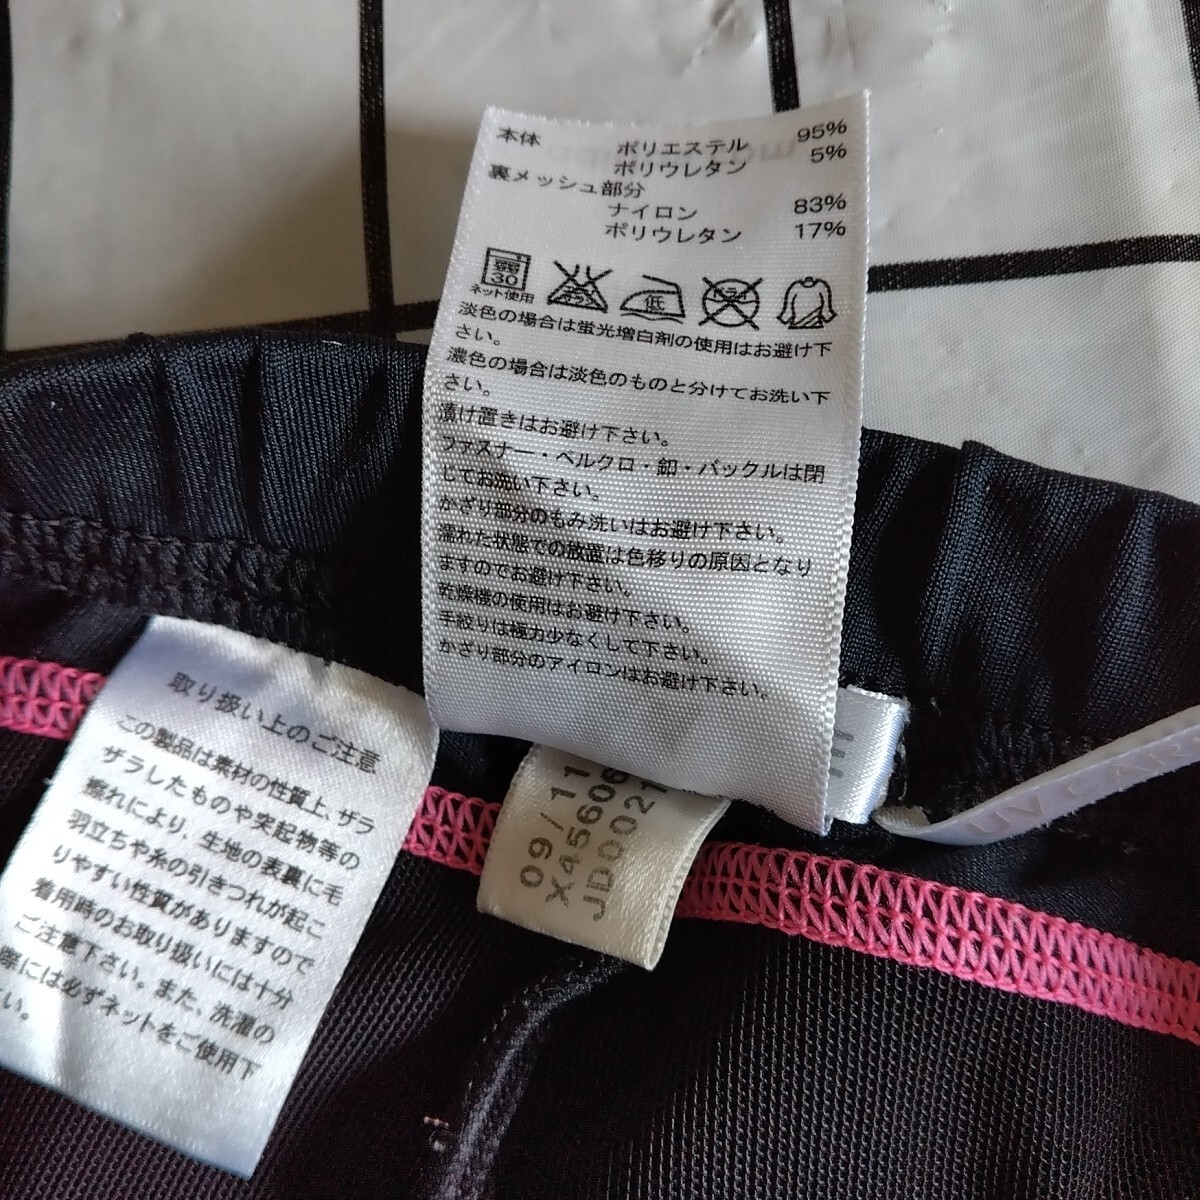 本体 ポリエステル 95%
ポリウレタン 5%
裏メッシュ部分
ナイロン 83%
ポリウレタン 17%
弱 30
ネット使用
低
淡色の場合は蛍光増白剤の使用はお避け下
さい。
濃色の場合は淡色のものと分けてお洗い下
さい。
漬け置きはお避け下さい。
ファスナー・ベルクロ・釦・バックルは閉
じてお洗い下さい。
かざり部分のもみ洗いはお避け下さい。
濡れた状態での放置は色移りの原因となり
ますのでお避け下さい。
乾燥機の使用はお避け下さい。
手絞りは極力少なくして下さい。
かざり部分のアイロンはお避け下さい。
取り扱い上のご注意
この製品は素材の性質上、ザラ
ザラしたものや突起物等の
擦れにより、生地の表裏に毛
羽立ちや糸の引きつれが起こ
りやすい性質がありますので
着用時のお取り扱いには十分
ご注意下さい。また、洗濯の
際には必ずネットをご使用下
さい。
09/11
X45606
JD0021
UV